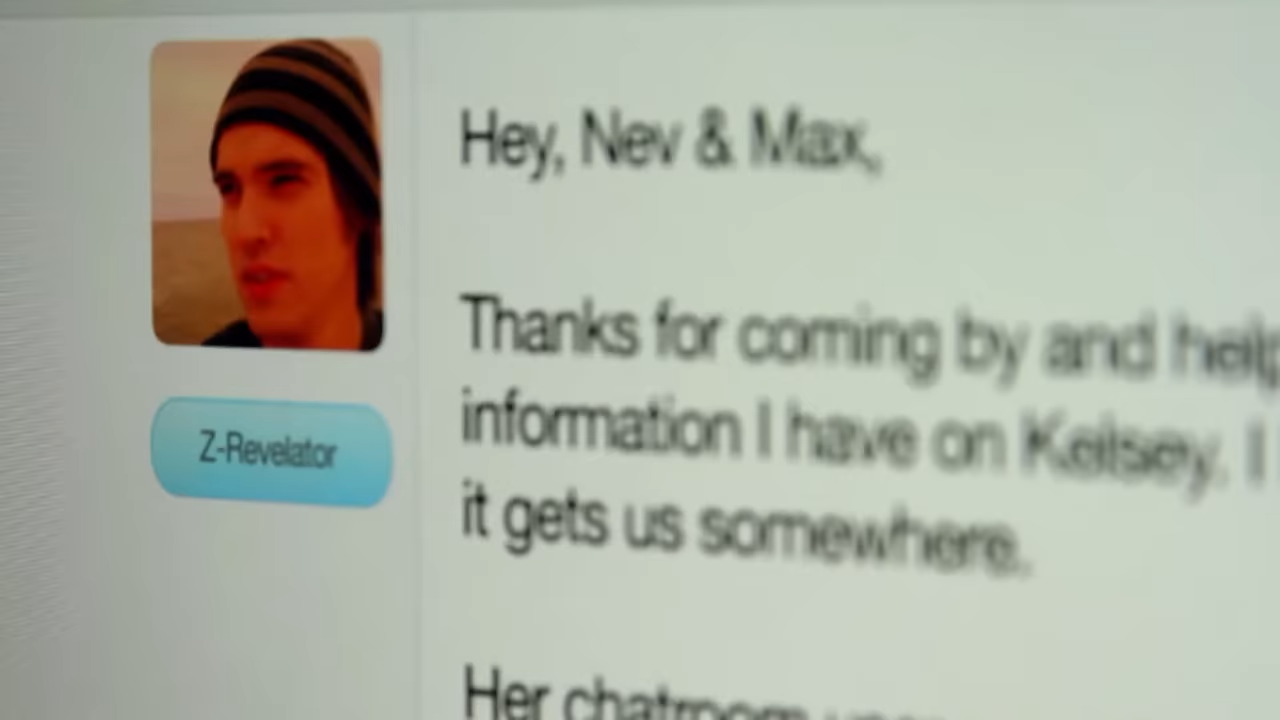 Hey, Nev & Max,
Thanks for coming by and help
information I have on Kelsey. I
it gets us somewhere.
Z-Revelator
Her chatroom